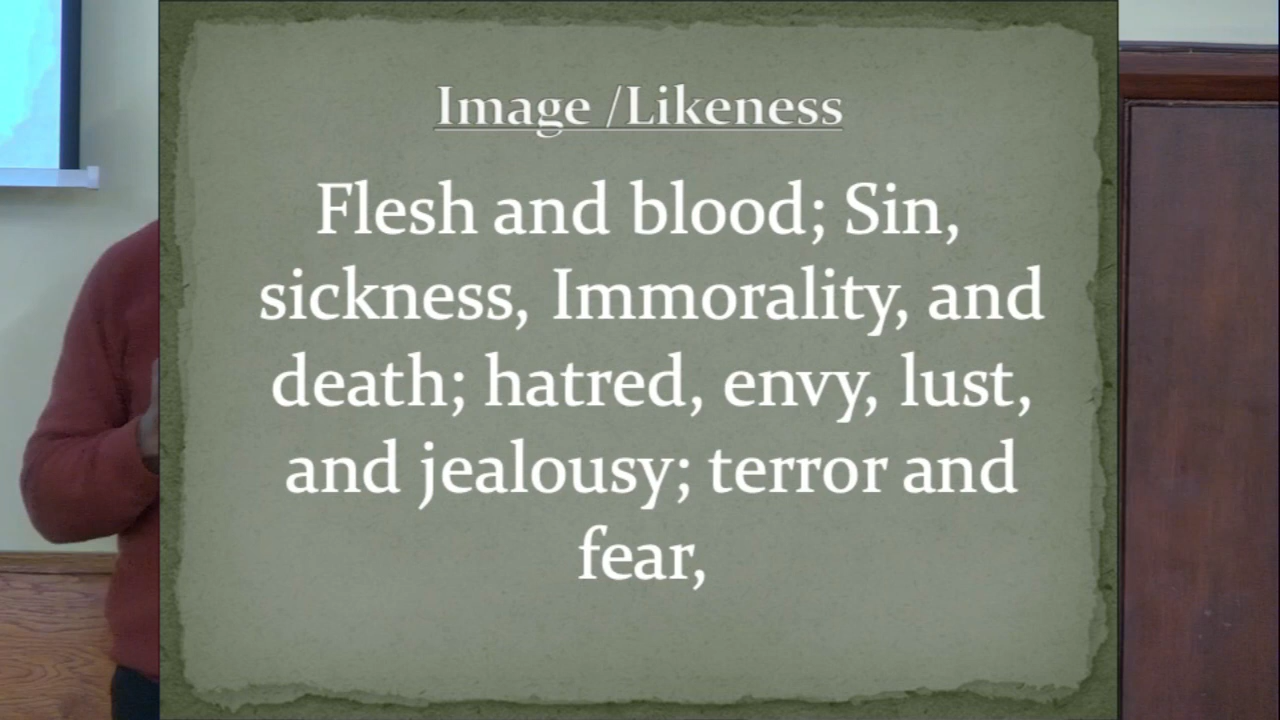 Image /Likeness
Flesh and blood; Sin,
sickness, Immorality, and
death; hatred, envy, lust,
and jealousy; terror and
fear,